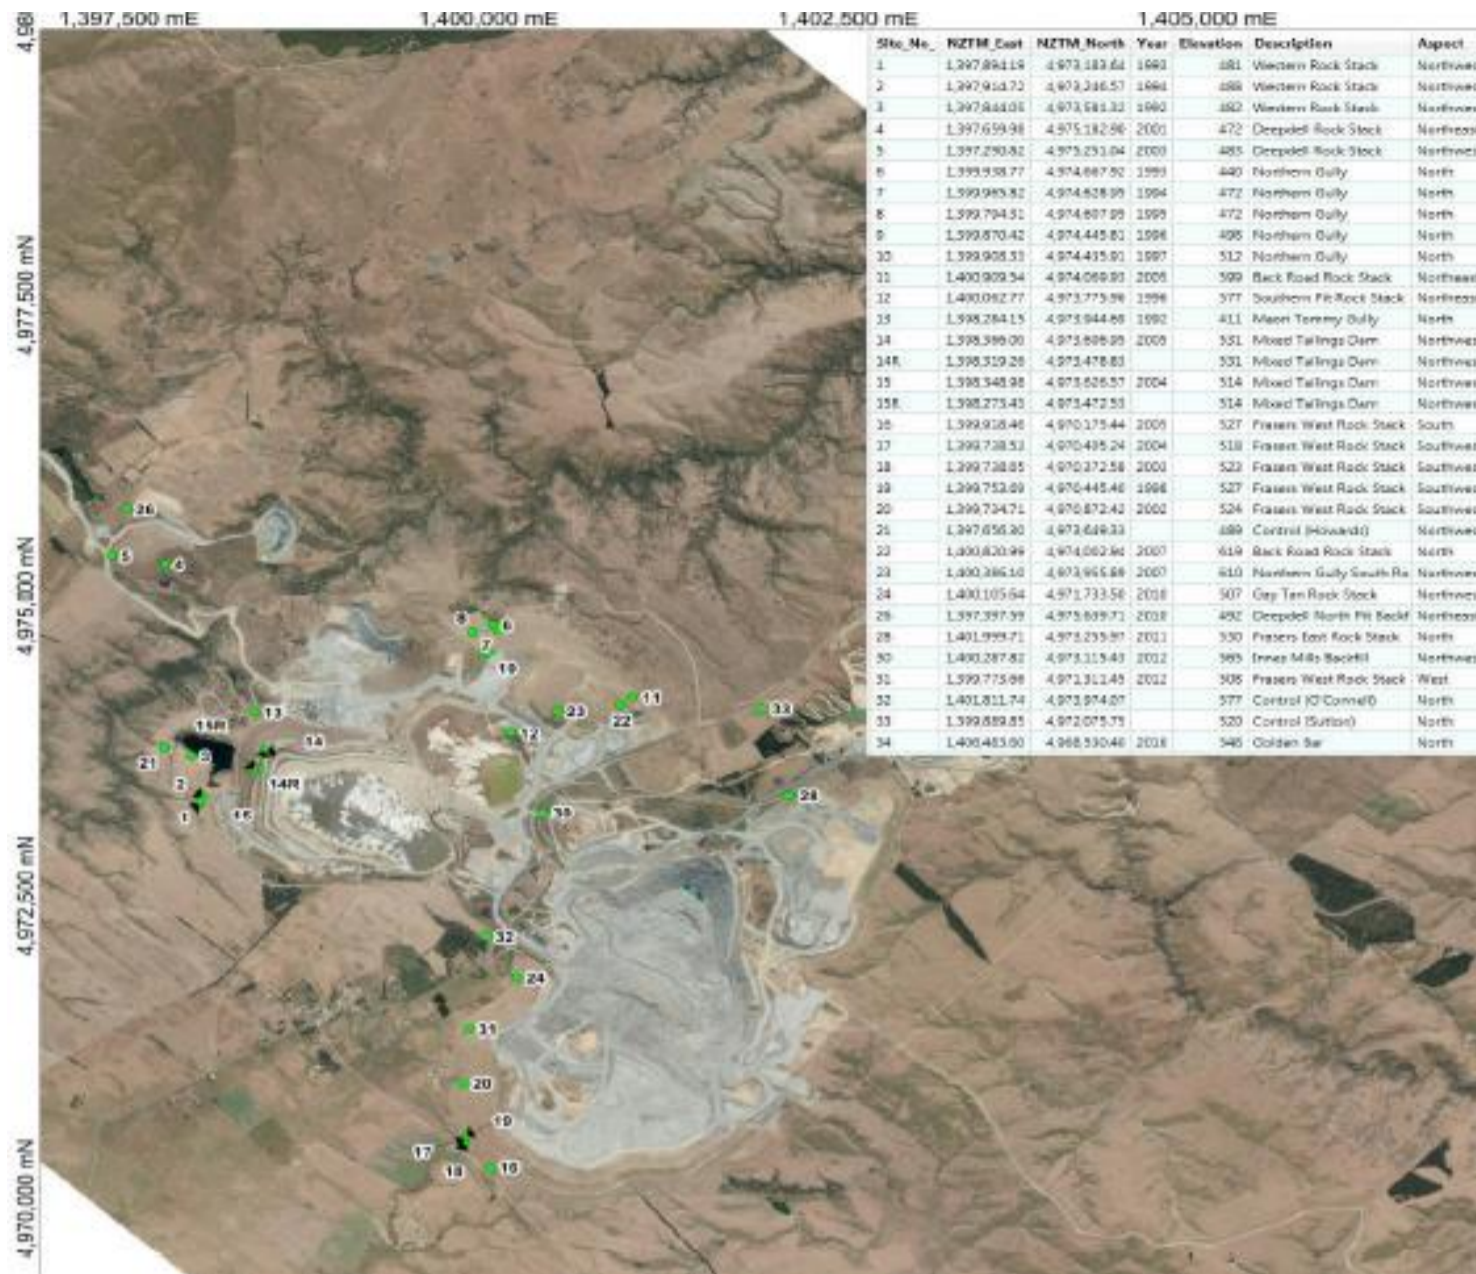 1,397,500 mE 1,400,000 mE 1,402,500 mE 1,405,000 mE
Site_No_ NZTM_East NZTM_North Year Elevation Description Aspect
1 1,397,894.19 4,973,183.64 1993 481 Western Rock Stack
2 1,397,914.72 4,973,246.57 1994 488 Western Rock Stack
3 1,397,844.05 4,973,581.32 1992 482 Western Rock Stack
4 1,397,659.98 4,975,182.90 2001 472 Deepdell Rock Stack
5 1,397,290.82 4,975,251.04 2003 483 Deepdell Rock Stack
6 1,399,938.77 4,974,667.92 1993 440 Northern Gully North
7 1,399,965.82 4,974,628.95 1994 472 Northern Gully North
8 1,399,794.31 4,974,607.95 1995 472 Northern Gully North
9 1,399,870.42 4,974,445.81 1996 498 Northern Gully North
10 1,399,908.33 4,974,435.91 1997 512 Northern Gully North
11 1,400,909.54 4,974,069.93 2005 599 Back Road Rock Stack
12 1,400,062.77 4,973,775.96 1996 577 Southern Pit Rock Stack
13 1,398,284.15 4,973,944.68 1992 411 Maori Tommy Gully North
14 1,398,366.00 4,973,606.95 2005 531 Mixed Tailings Dam
14R 1,398,319.26 4,973,478.83 531 Mixed Tailings Dam
15 1,398,348.98 4,973,626.57 2004 514 Mixed Tailings Dam
15R 1,398,273.43 4,973,472.53 514 Mixed Tailings Dam
16 1,399,918.46 4,970,175.44 2005 527 Frasers West Rock Stack South
17 1,399,738.53 4,970,405.24 2004 518 Frasers West Rock Stack
18 1,399,738.65 4,970,372.58 2003 523 Frasers West Rock Stack
19 1,399,753.69 4,970,445.46 1998 527 Frasers West Rock Stack
20 1,399,734.71 4,970,872.42 2002 524 Frasers West Rock Stack
21 1,397,656.30 4,973,649.33 489 Control (Howards)
22 1,400,820.99 4,974,002.94 2007 619 Back Road Rock Stack North
23 1,400,386.10 4,973,955.89 2007 610 Northern Gully South
24 1,400,105.64 4,971,733.50 2010 507 Gay Tan Rock Stack
26 1,397,397.59 4,975,639.71 2010 492 Deepdell North Pit Backf
28 1,401,999.71 4,973,255.97 2011 530 Frasers East Rock Stack North
30 1,400,287.82 4,973,115.43 2012 565 Innes Mills Backfill
31 1,399,773.66 4,971,311.45 2012 508 Frasers West Rock Stack West
32 1,401,811.74 4,973,974.07 577 Control (O'Connell) North
33 1,399,889.85 4,972,075.75 520 Control (Sutton) North
34 1,406,463.60 4,968,530.40 2018 546 Golden Bar North
4,977,500 mN
4,975,000 mN
4,972,500 mN
4,970,000 mN
26
5
4
8
6
7
10
11
23
22
33
13
12
15R
14
3
21
14R
2
1
28
30
32
24
31
20
19
17
18
16